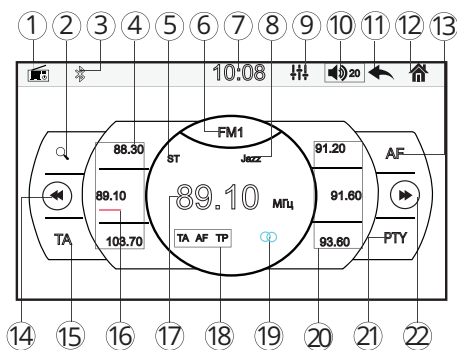 1 2 3 4 5 6 7 8 9 10 11 12 13
10:08 20
FM1
88.30 ST Jazz 91.20 AF
89.10 89.10 МГц 91.60
TA 103.70 TA AF TP 93.60 PTY
14 15 16 17 18 19 20 21 22